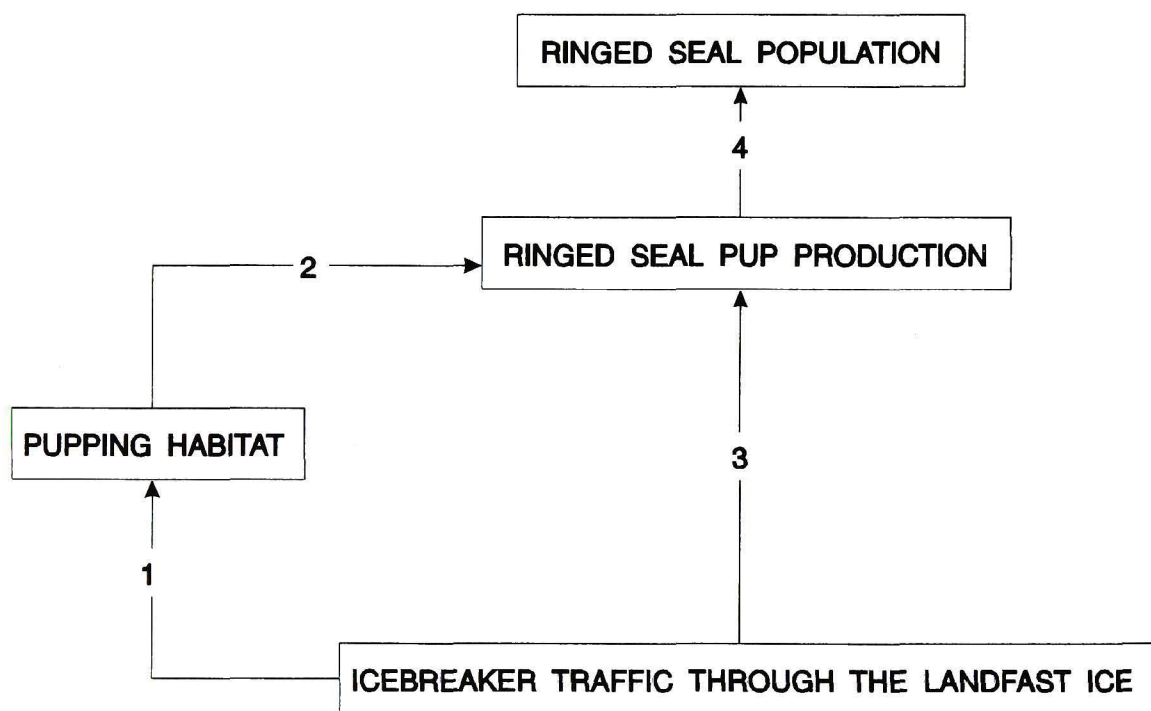 RINGED SEAL POPULATION
4
RINGED SEAL PUP PRODUCTION
2
PUPPING HABITAT
3
1
ICEBREAKER TRAFFIC THROUGH THE LANDFAST ICE